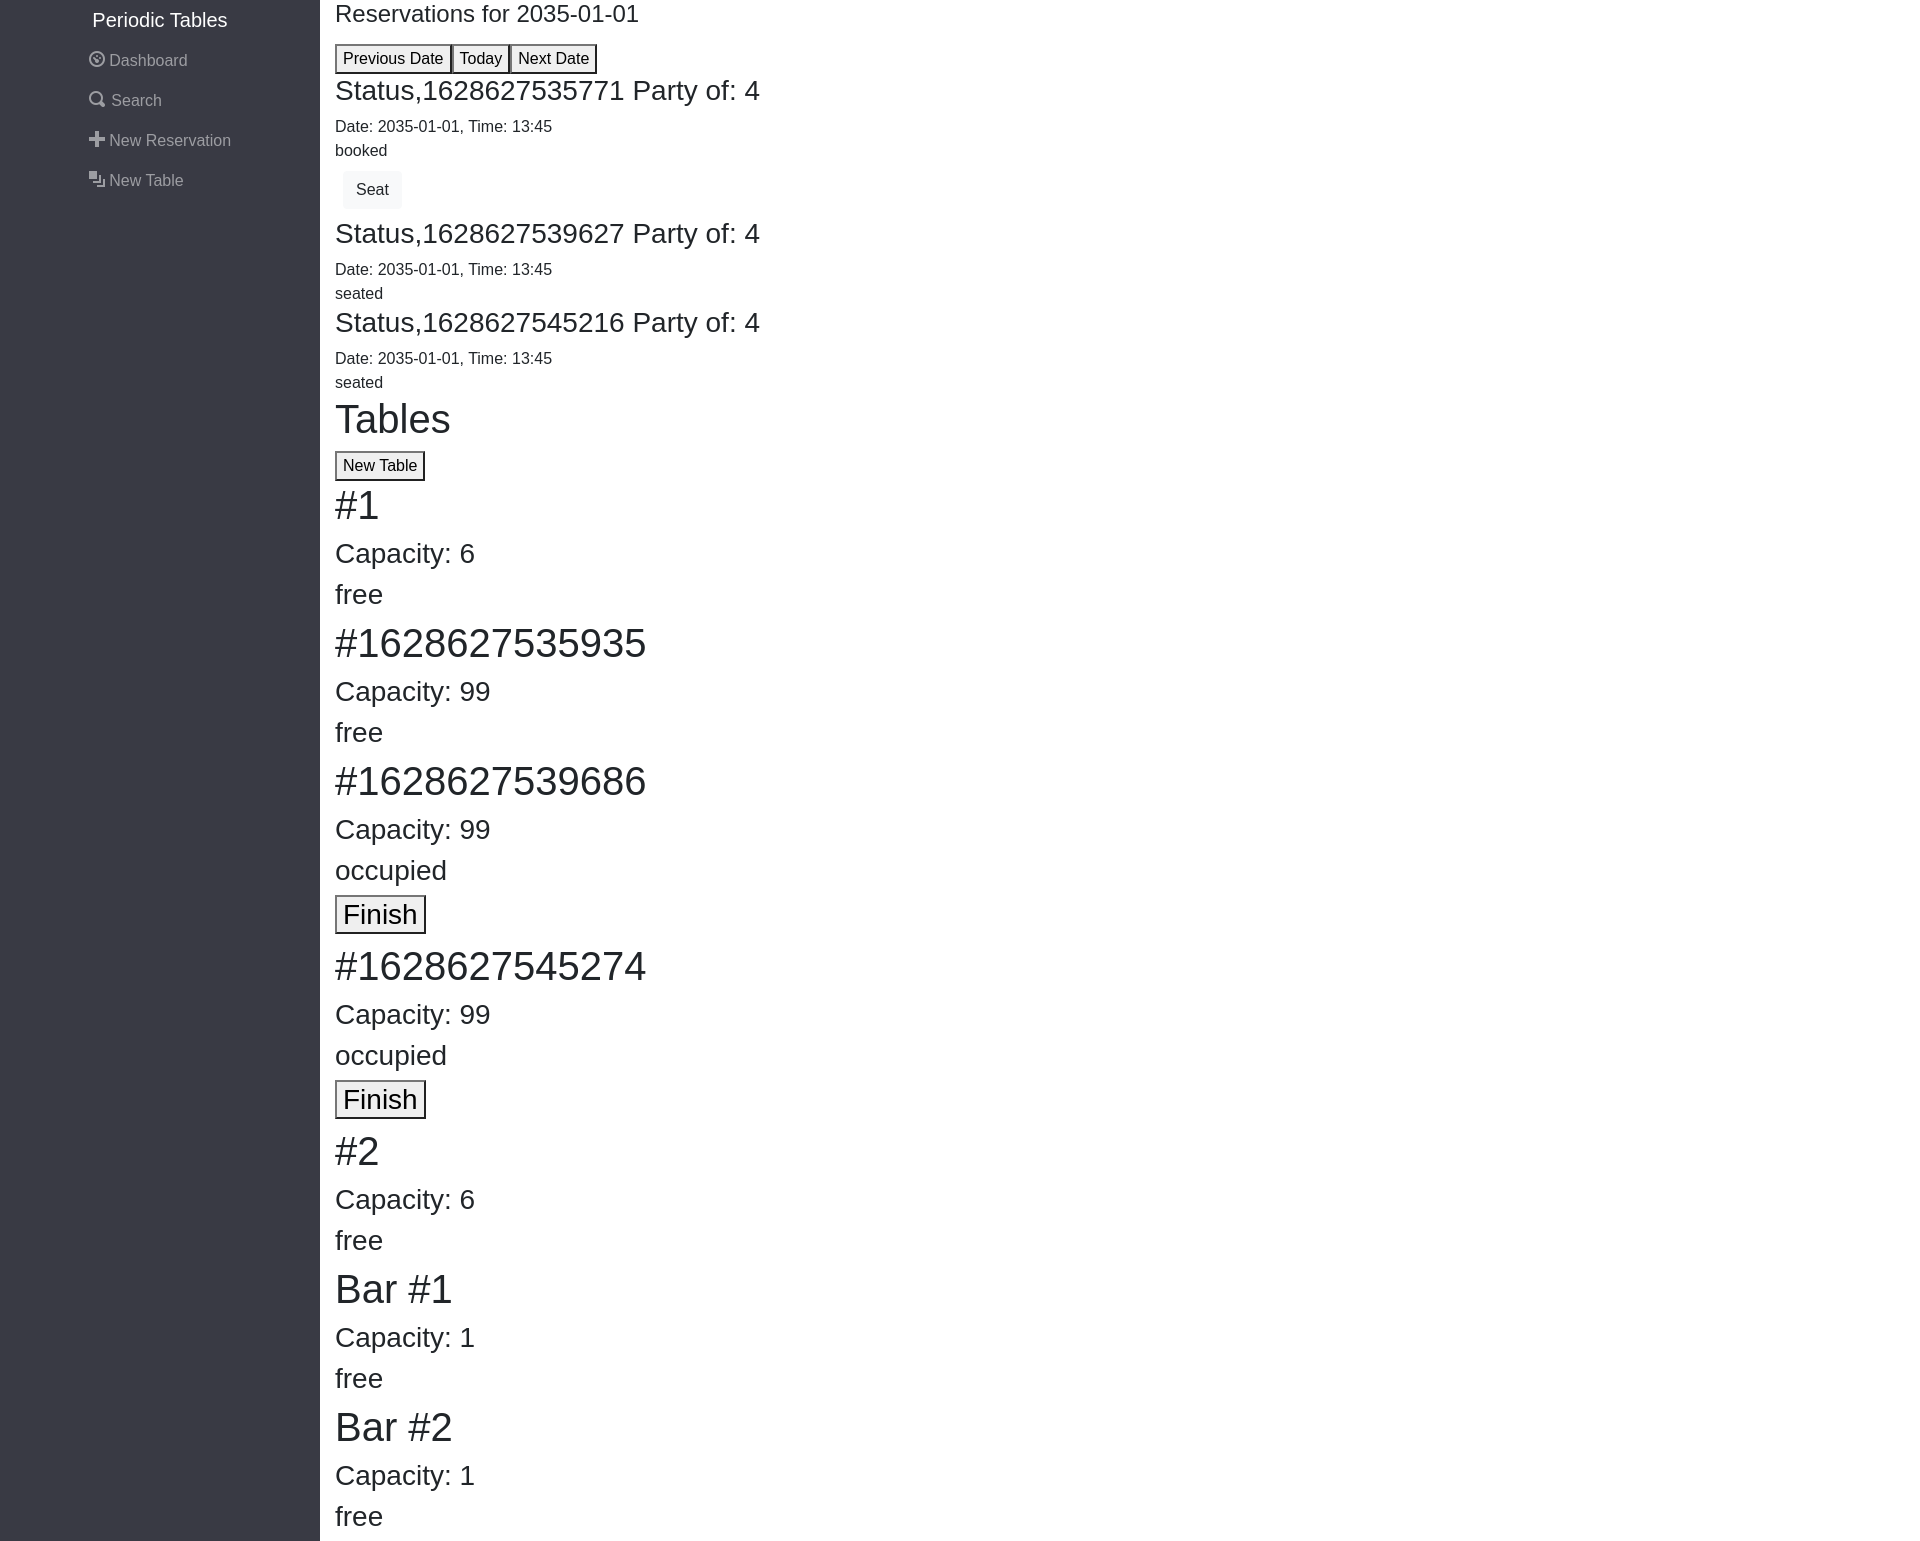 Periodic Tables
Dashboard
Search
New Reservation
New Table
Reservations for 2035-01-01
Previous Date Today Next Date
Status,1628627535771 Party of: 4
Date: 2035-01-01, Time: 13:45
booked
Seat
Status,1628627539627 Party of: 4
Date: 2035-01-01, Time: 13:45
seated
Status,1628627545216 Party of: 4
Date: 2035-01-01, Time: 13:45
seated
Tables
New Table
#1
Capacity: 6
free
#1628627535935
Capacity: 99
free
#1628627539686
Capacity: 99
occupied
Finish
#1628627545274
Capacity: 99
occupied
Finish
#2
Capacity: 6
free
Bar #1
Capacity: 1
free
Bar #2
Capacity: 1
free